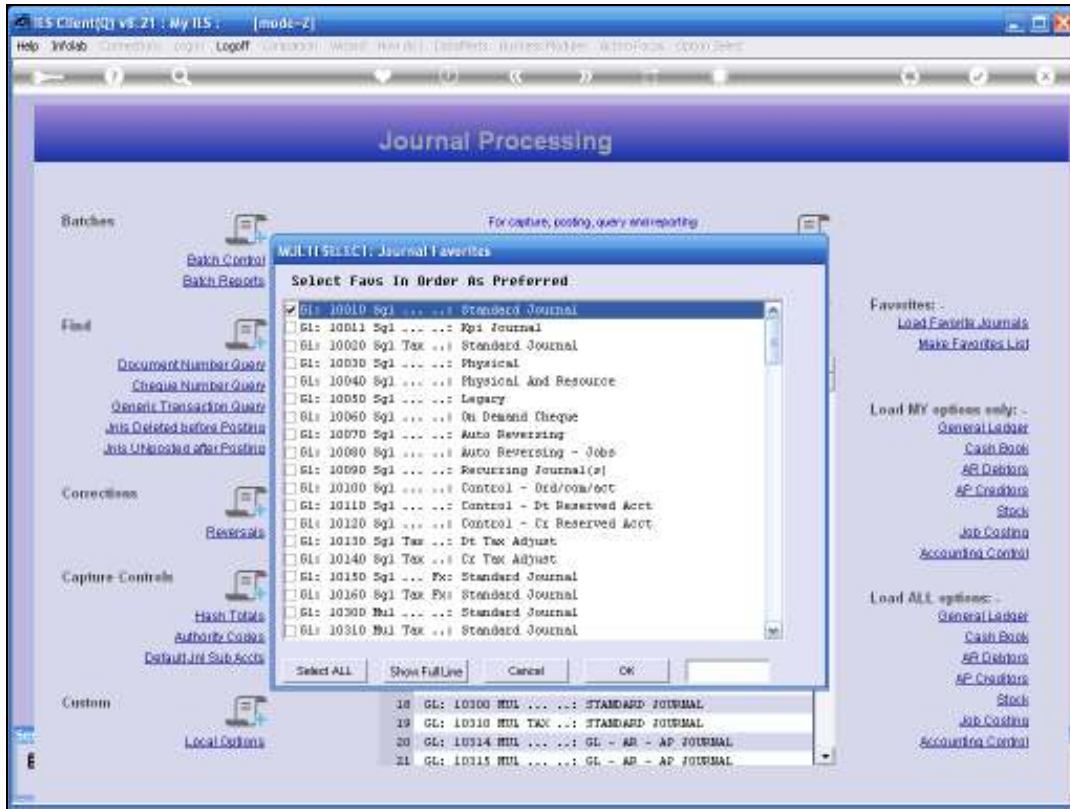 IES Client(Q) v8.21 : My IES : [mode=2]
Help Infolab Logoff
Journal Processing
Batches
For capture, posting, query and reporting
Batch Control
Batch Reports
Find
Document Number Query
Cheque Number Query
Generic Transaction Query
Jnls Deleted before Posting
Jnls UNposted after Posting
Corrections
Reversals
Capture Controls
Hash Totals
Authority Codes
Default Jnl Sub Accts
Custom
Local Options
MULTI SELECT: Journal Favorites
Select Favs In Order As Preferred
GL: 10010 Sgl ... ..: Standard Journal
GL: 10011 Sgl ... ..: Kpi Journal
GL: 10020 Sgl Tax ..: Standard Journal
GL: 10030 Sgl ... ..: Physical
GL: 10040 Sgl ... ..: Physical And Resource
GL: 10050 Sgl ... ..: Legacy
GL: 10060 Sgl ... ..: On Demand Cheque
GL: 10070 Sgl ... ..: Auto Reversing
GL: 10080 Sgl ... ..: Auto Reversing - Jobs
GL: 10090 Sgl ... ..: Recurring Journal(s)
GL: 10100 Sgl ... ..: Control - Ord/com/act
GL: 10110 Sgl ... ..: Control - Dt Reserved Acct
GL: 10120 Sgl ... ..: Control - Cr Reserved Acct
GL: 10130 Sgl Tax ..: Dt Tax Adjust
GL: 10140 Sgl Tax ..: Cr Tax Adjust
GL: 10150 Sgl ... Fx: Standard Journal
GL: 10160 Sgl Tax Fx: Standard Journal
GL: 10300 Mul ... ..: Standard Journal
GL: 10310 Mul Tax ..: Standard Journal
Select ALL Show Full Line Cancel OK
18 GL: 10300 MUL ... ..: STANDARD JOURNAL
19 GL: 10310 MUL TAX ..: STANDARD JOURNAL
20 GL: 10314 MUL ... ..: GL - AR - AP JOURNAL
21 GL: 10315 MUL ... ..: GL - AR - AP JOURNAL
Favorites: -
Load Favorite Journals
Make Favorites List
Load MY options only: -
General Ledger
Cash Book
AR Debtors
AP Creditors
Stock
Job Costing
Accounting Control
Load ALL options: -
General Ledger
Cash Book
AR Debtors
AP Creditors
Stock
Job Costing
Accounting Control